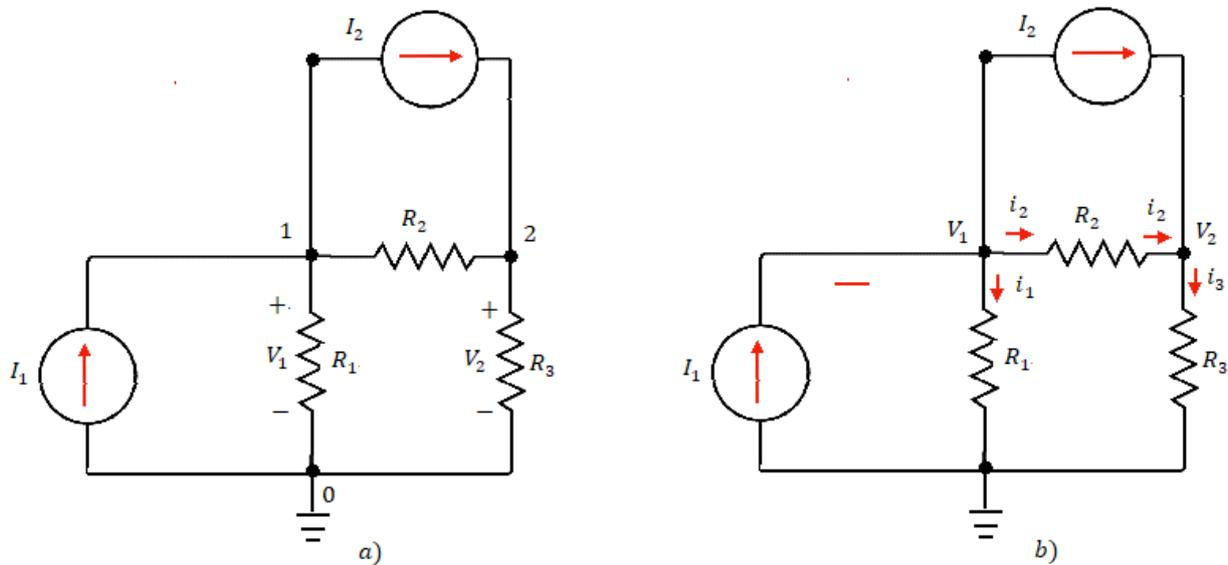 I₂
1
R₂
2
+
+
I₁
V₁
R₁
V₂
R₃
−
−
0
a)
I₂
i₂
R₂
i₂
V₁
V₂
i₁
i₃
I₁
R₁
R₃
b)